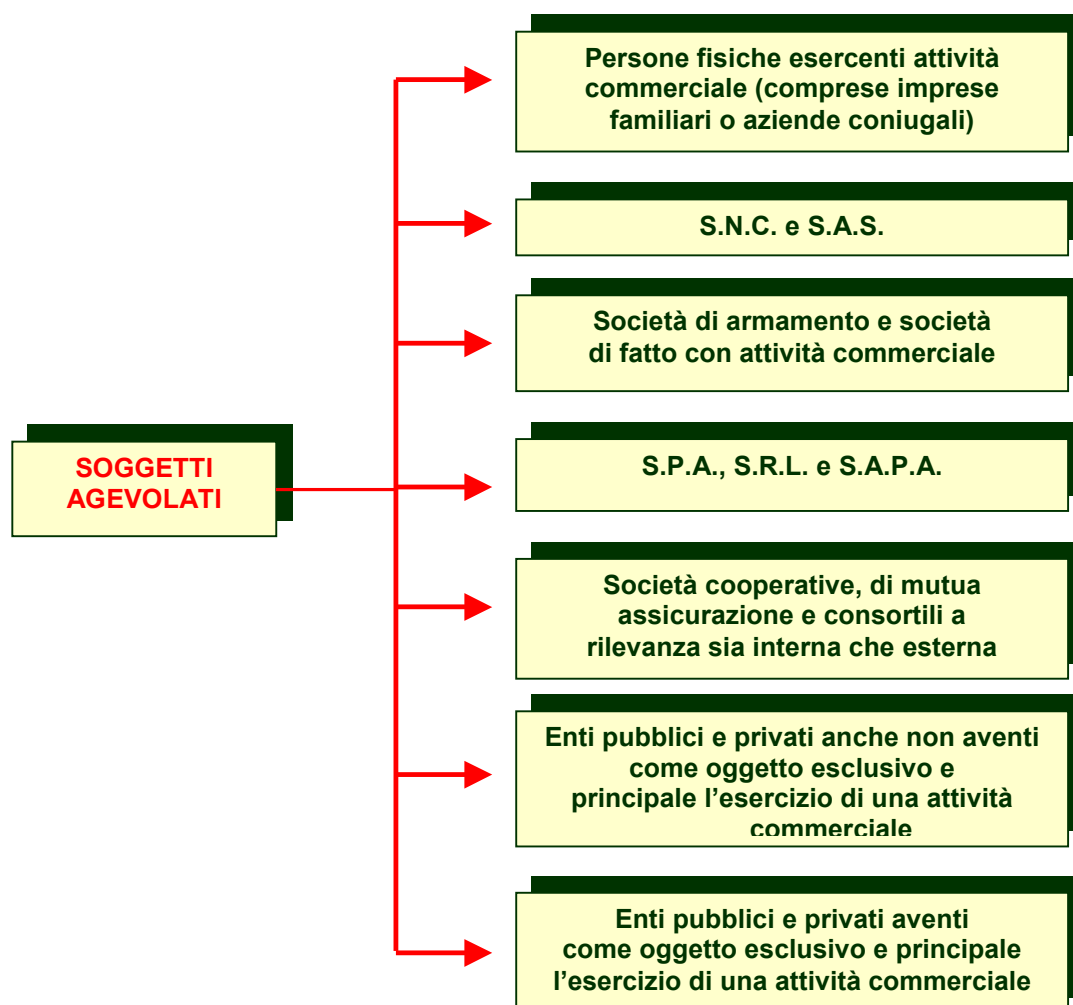 Persone fisiche esercenti attività
commerciale (comprese imprese
familiari o aziende coniugali)
S.N.C. e S.A.S.
Società di armamento e società
di fatto con attività commerciale
SOGGETTI
AGEVOLATI
S.P.A., S.R.L. e S.A.P.A.
Società cooperative, di mutua
assicurazione e consortili a
rilevanza sia interna che esterna
Enti pubblici e privati anche non aventi
come oggetto esclusivo e
principale l’esercizio di una attività
commerciale
Enti pubblici e privati aventi
come oggetto esclusivo e principale
l’esercizio di una attività commerciale